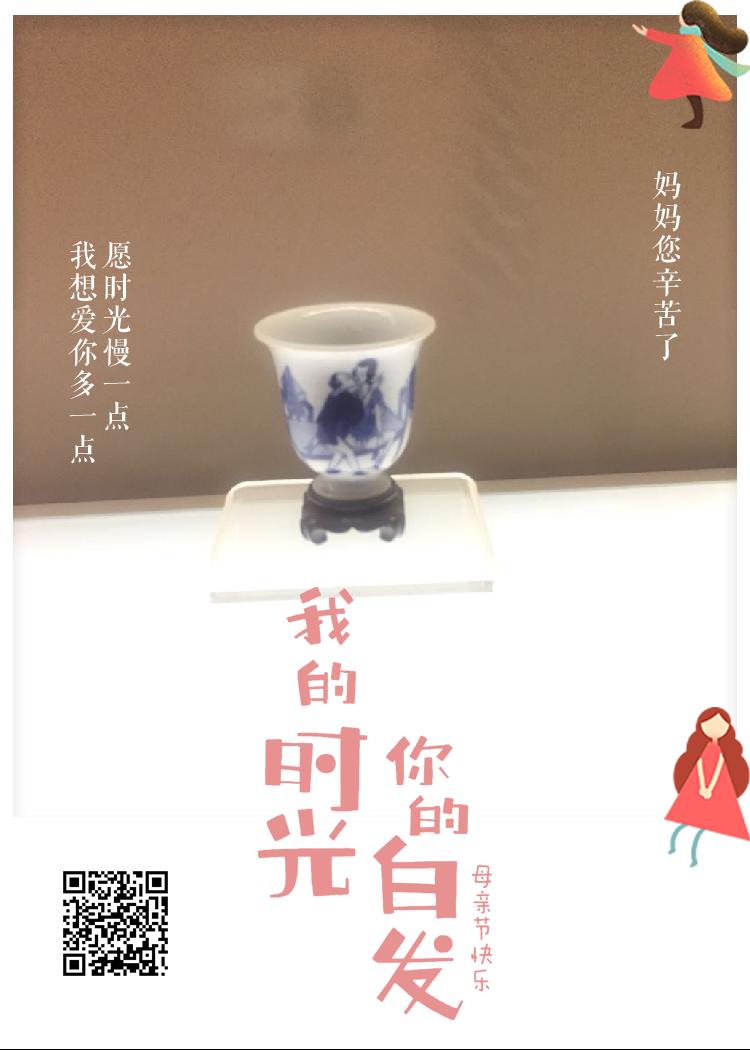 妈妈您辛苦了
愿时光慢一点
我想爱你多一点
我的时光
你的白发
母亲节快乐